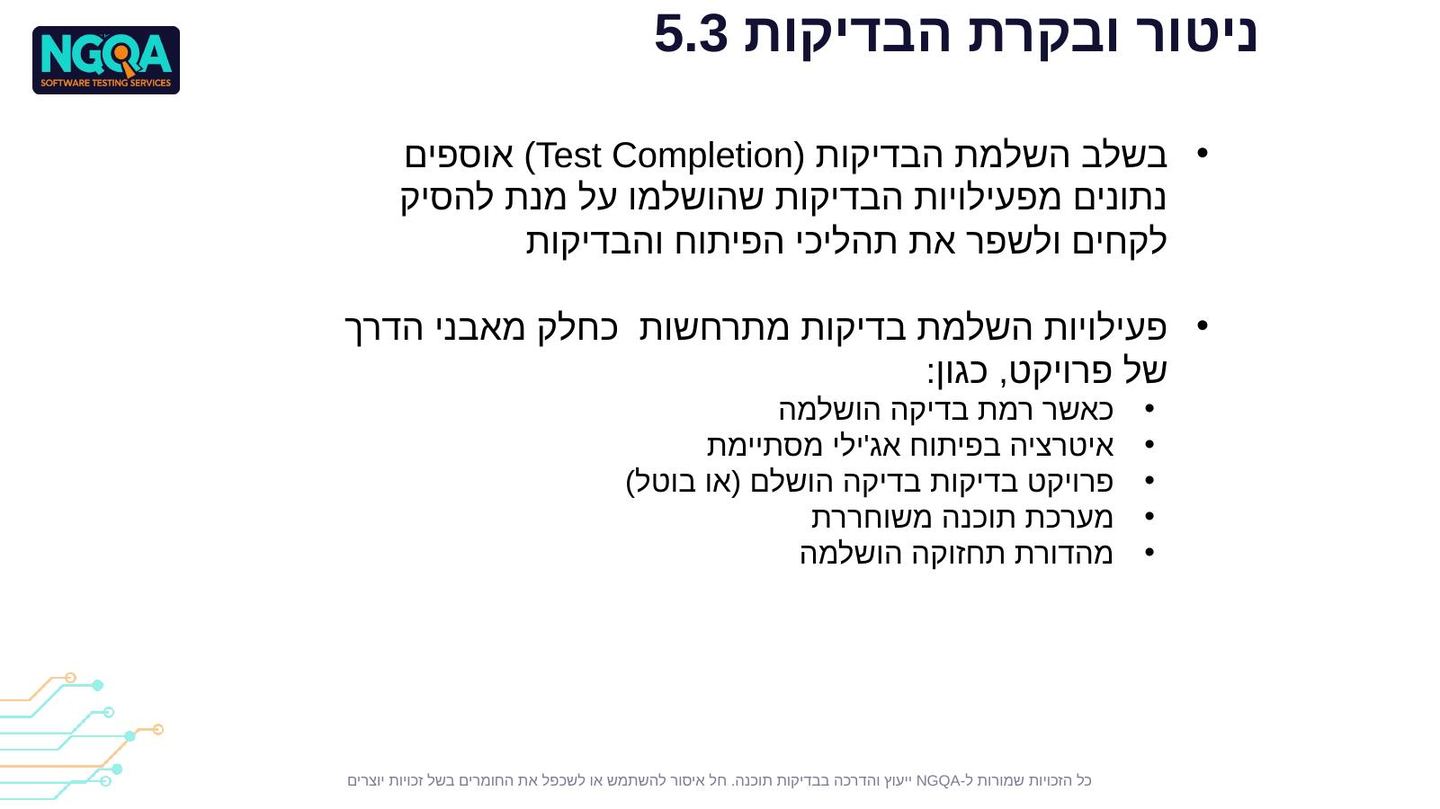 ניטור ובקרת הבדיקות 5.3
NGQA
SOFTWARE TESTING SERVICES
• בשלב השלמת הבדיקות (Test Completion) אוספים
נתונים מפעילויות הבדיקות שהושלמו על מנת להסיק
לקחים ולשפר את תהליכי הפיתוח והבדיקות
• פעילויות השלמת בדיקות מתרחשות כחלק מאבני הדרך
של פרויקט, כגון:
• כאשר רמת בדיקה הושלמה
• איטרציה בפיתוח אג'ילי מסתיימת
• פרויקט בדיקות בדיקה הושלם (או בוטל)
• מערכת תוכנה משוחררת
• מהדורת תחזוקה הושלמה
כל הזכויות שמורות ל-NGQA ייעוץ והדרכה בבדיקות תוכנה. חל איסור להשתמש או לשכפל את החומרים בשל זכויות יוצרים